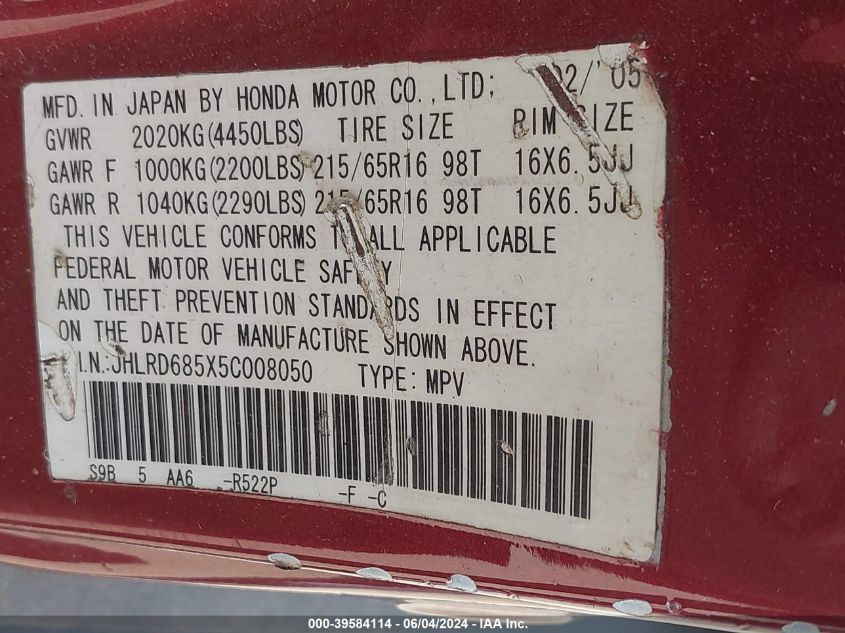 MFD. IN JAPAN BY HONDA MOTOR CO., LTD; 02/'05
GVWR 2020KG(4450LBS) TIRE SIZE RIM SIZE
GAWR F 1000KG(2200LBS) 215/65R16 98T 16X6.5JJ
GAWR R 1040KG(2290LBS) 215/65R16 98T 16X6.5JJ
THIS VEHICLE CONFORMS TO ALL APPLICABLE
FEDERAL MOTOR VEHICLE SAFETY
AND THEFT PREVENTION STANDARDS IN EFFECT
ON THE DATE OF MANUFACTURE SHOWN ABOVE.
I.N.:JHLRD685X5C008050 TYPE: MPV
S9B 5 AA6 -R522P -F -C
000-39584114 - 06/04/2024 - IAA Inc.